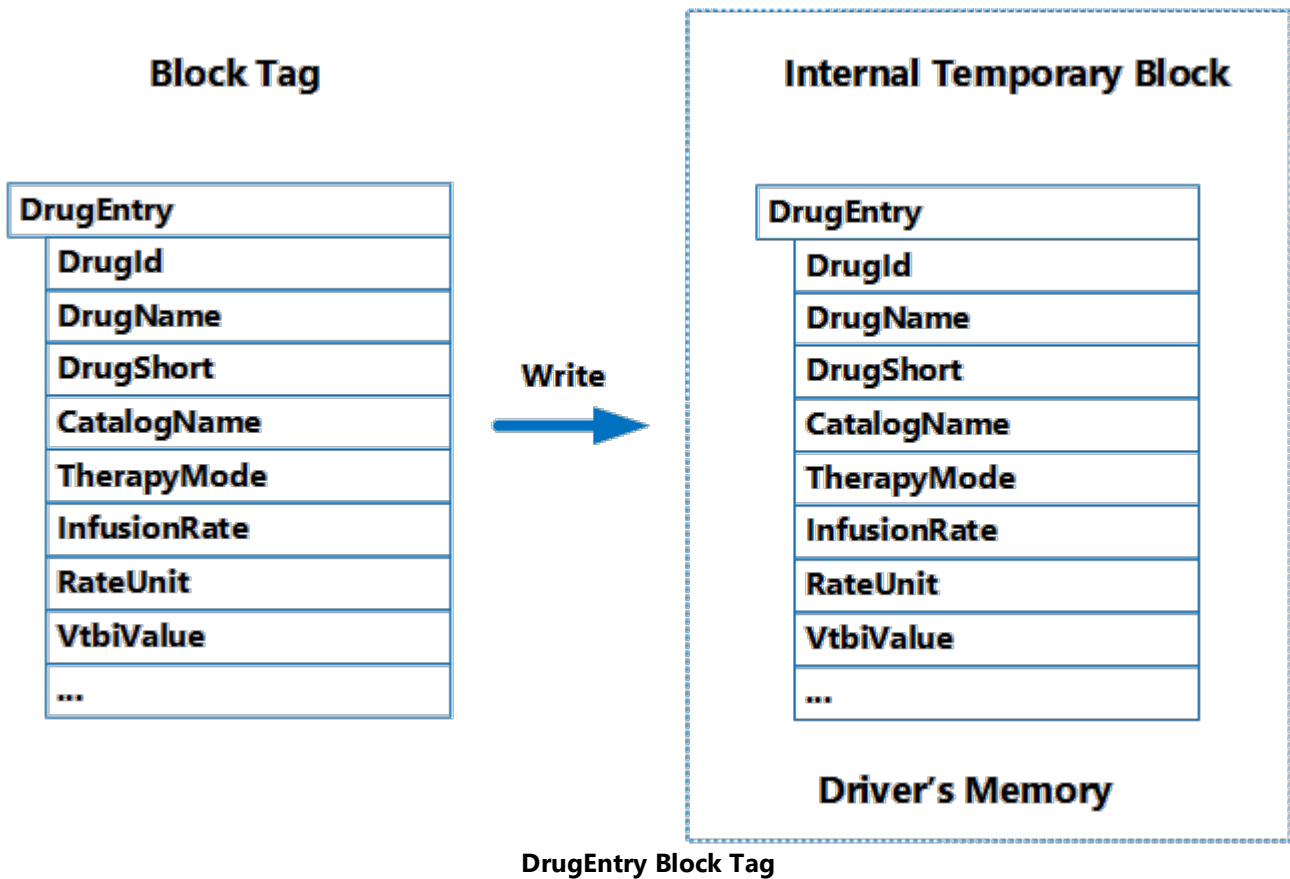 Block Tag
DrugEntry
DrugId
DrugName
DrugShort
CatalogName
TherapyMode
InfusionRate
RateUnit
VtbiValue
...
Write
Internal Temporary Block
DrugEntry
DrugId
DrugName
DrugShort
CatalogName
TherapyMode
InfusionRate
RateUnit
VtbiValue
...
Driver’s Memory
DrugEntry Block Tag